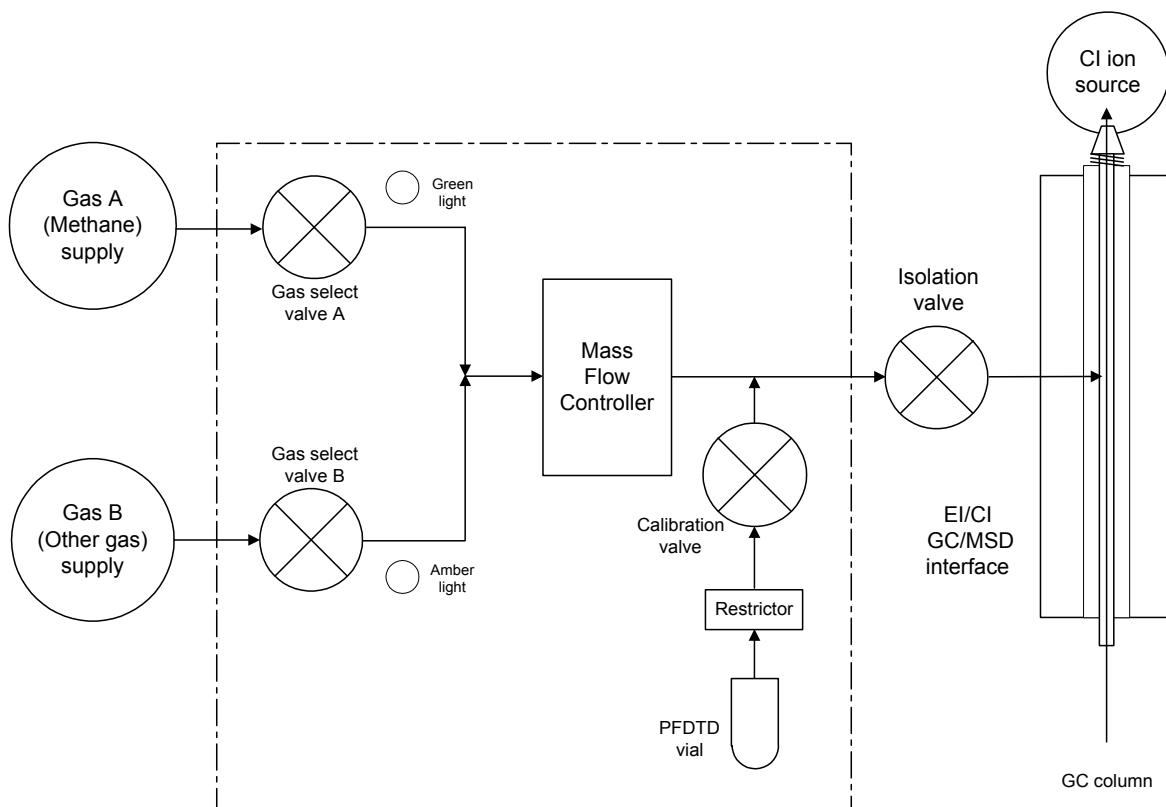 CI ion
source
Gas A
(Methane)
supply
Green
light
Gas select
valve A
Isolation
valve
Mass
Flow
Controller
Gas select
valve B
Gas B
(Other gas)
supply
Amber
light
Calibration
valve
EI/CI
GC/MSD
interface
Restrictor
PFDTD
vial
GC column